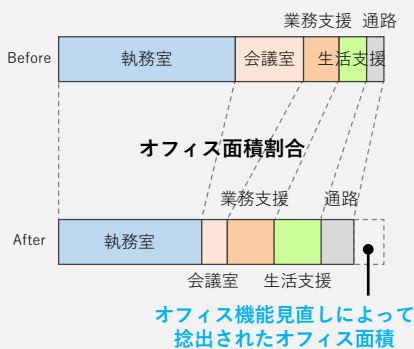 業務支援 通路
Before 執務室 会議室 生活支援
オフィス面積割合
業務支援 通路
After 執務室
会議室 生活支援
オフィス機能見直しによって
捻出されたオフィス面積